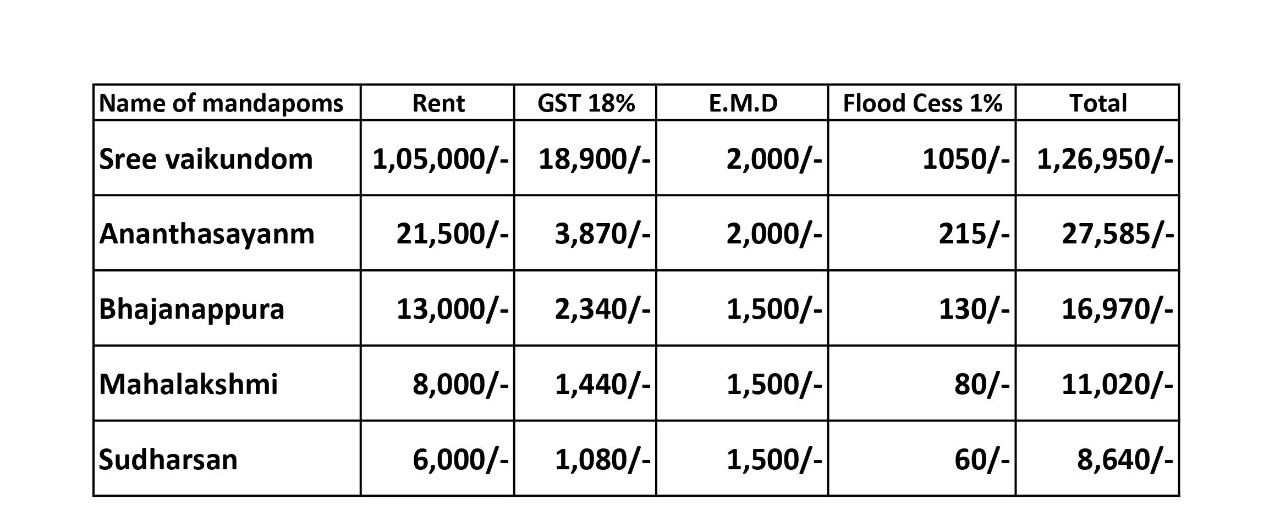 Name of mandapoms Rent GST 18% E.M.D Flood Cess 1% Total
Sree vaikundom 1,05,000/- 18,900/- 2,000/- 1050/- 1,26,950/-
Ananthasayanm 21,500/- 3,870/- 2,000/- 215/- 27,585/-
Bhajanappura 13,000/- 2,340/- 1,500/- 130/- 16,970/-
Mahalakshmi 8,000/- 1,440/- 1,500/- 80/- 11,020/-
Sudharsan 6,000/- 1,080/- 1,500/- 60/- 8,640/-